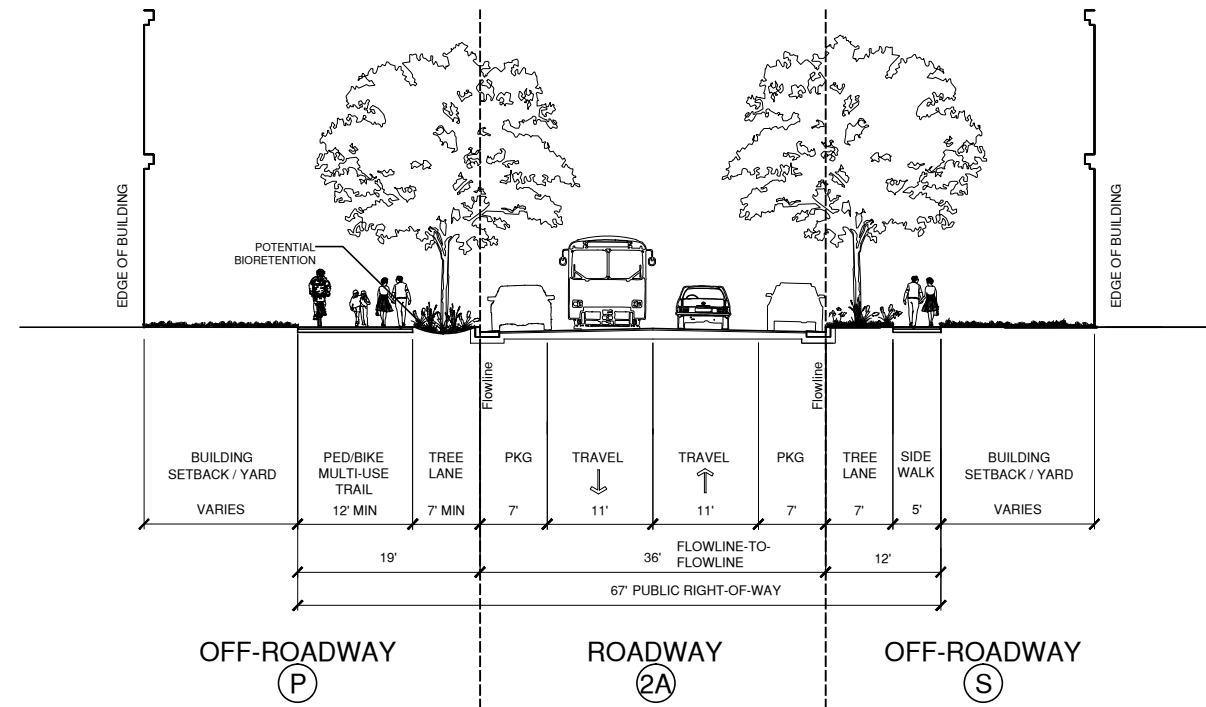 EDGE OF BUILDING
EDGE OF BUILDING
POTENTIAL
BIORETENTION
Flowline
Flowline
BUILDING
SETBACK / YARD
VARIES
PED/BIKE
MULTI-USE
TRAIL
12' MIN
TREE
LANE
7' MIN
PKG
7'
TRAVEL
11'
TRAVEL
11'
PKG
7'
TREE
LANE
7'
SIDE
WALK
5'
BUILDING
SETBACK / YARD
VARIES
19'
36'
FLOWLINE-TO-
FLOWLINE
12'
67' PUBLIC RIGHT-OF-WAY
OFF-ROADWAY
P
ROADWAY
2A
OFF-ROADWAY
S